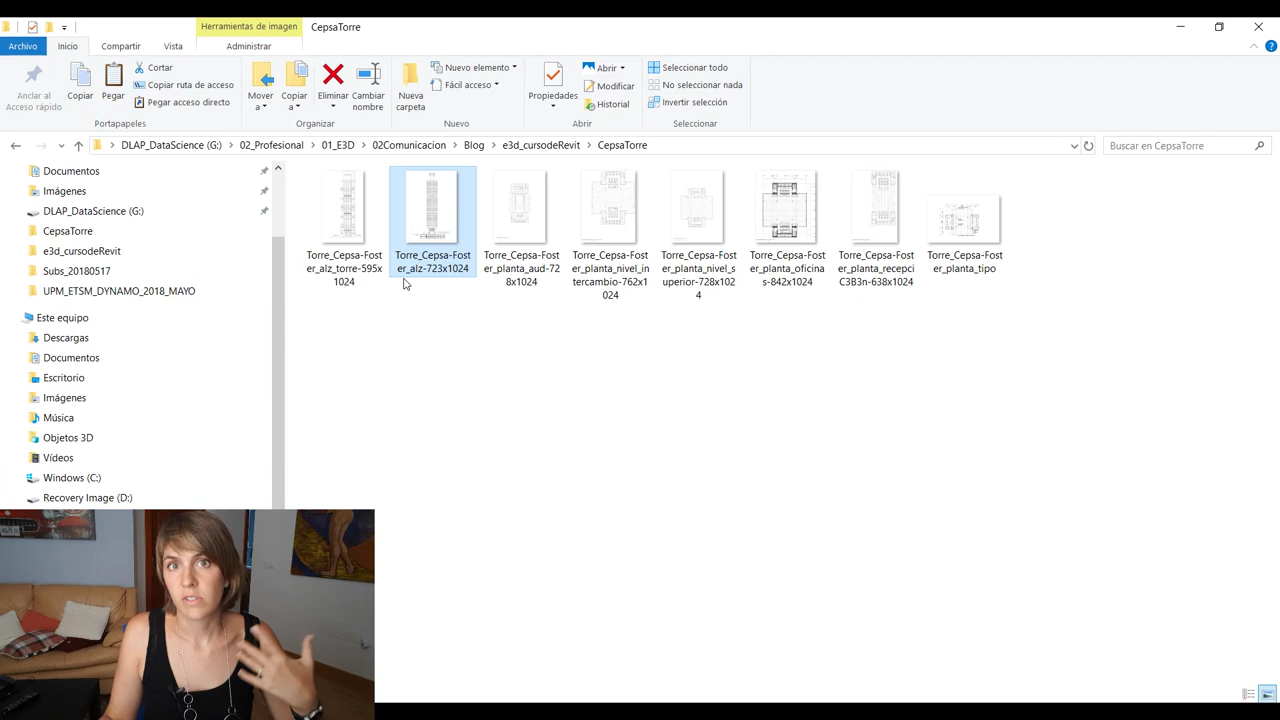 Herramientas de imagen
CepsaTorre
Archivo
Inicio
Compartir
Vista
Administrar
Anclar al
Acceso rápido
Copiar
Pegar
Cortar
Copiar ruta de acceso
Pegar acceso directo
Portapapeles
Mover
a
Copiar
a
Eliminar
Cambiar
nombre
Organizar
Nueva
carpeta
Nuevo elemento
Fácil acceso
Nuevo
Propiedades
Abrir
Modificar
Historial
Abrir
Seleccionar todo
No seleccionar nada
Invertir selección
Seleccionar
DLAP_DataScience (G:) > 02_Profesional > 01_E3D > 02Comunicacion > Blog > e3d_cursodeRevit > CepsaTorre
Buscar en CepsaTorre
Documentos
Imágenes
DLAP_DataScience (G:)
CepsaTorre
e3d_cursodeRevit
Subs_20180517
UPM_ETSM_DYNAMO_2018_MAYO
Este equipo
Descargas
Documentos
Escritorio
Imágenes
Música
Objetos 3D
Vídeos
Windows (C:)
Recovery Image (D:)
Torre_Cepsa-Fost
er_alz_torre-595x
1024
Torre_Cepsa-Fost
er_alz-723x1024
Torre_Cepsa-Fost
er_planta_aud-72
8x1024
Torre_Cepsa-Fost
er_planta_nivel_in
tercambio-762x1
024
Torre_Cepsa-Fost
er_planta_nivel_s
uperior-728x102
4
Torre_Cepsa-Fost
er_planta_oficina
s-842x1024
Torre_Cepsa-Fost
er_planta_recepci
C3B3n-638x1024
Torre_Cepsa-Fost
er_planta_tipo